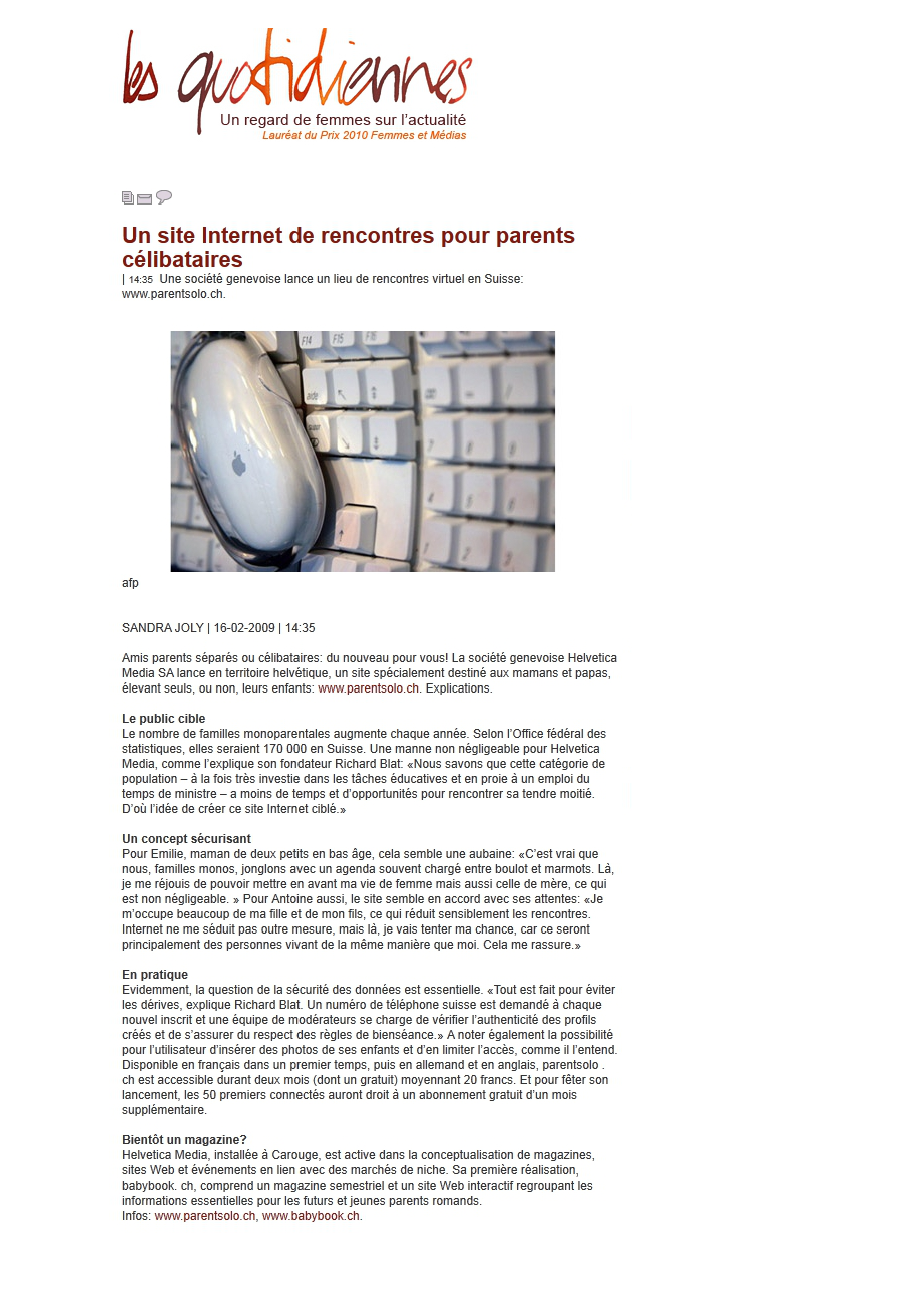 les quotidiennes
Un regard de femmes sur l'actualité
Lauréat du Prix 2010 Femmes et Médias
Un site Internet de rencontres pour parents
célibataires
| 14:35 Une société genevoise lance un lieu de rencontres virtuel en Suisse:
www.parentsolo.ch.
F14 F15 F16
aide
afp
SANDRA JOLY | 16-02-2009 | 14:35
Amis parents séparés ou célibataires: du nouveau pour vous! La société genevoise Helvetica
Media SA lance en territoire helvétique, un site spécialement destiné aux mamans et papas,
élevant seuls, ou non, leurs enfants: www.parentsolo.ch. Explications.
Le public cible
Le nombre de familles monoparentales augmente chaque année. Selon l'Office fédéral des
statistiques, elles seraient 170 000 en Suisse. Une manne non négligeable pour Helvetica
Media, comme l'explique son fondateur Richard Blat: «Nous savons que cette catégorie de
population – à la fois très investie dans les tâches éducatives et en proie à un emploi du
temps de ministre – a moins de temps et d'opportunités pour rencontrer sa tendre moitié.
D'où l'idée de créer ce site Internet ciblé.»
Un concept sécurisant
Pour Emilie, maman de deux petits en bas âge, cela semble une aubaine: «C'est vrai que
nous, familles monos, jonglons avec un agenda souvent chargé entre boulot et marmots. Là,
je me réjouis de pouvoir mettre en avant ma vie de femme mais aussi celle de mère, ce qui
est non négligeable. » Pour Antoine aussi, le site semble en accord avec ses attentes: «Je
m'occupe beaucoup de ma fille et de mon fils, ce qui réduit sensiblement les rencontres.
Internet ne me séduit pas outre mesure, mais là, je vais tenter ma chance, car ce seront
principalement des personnes vivant de la même manière que moi. Cela me rassure.»
En pratique
Evidemment, la question de la sécurité des données est essentielle. «Tout est fait pour éviter
les dérives, explique Richard Blat. Un numéro de téléphone suisse est demandé à chaque
nouvel inscrit et une équipe de modérateurs se charge de vérifier l'authenticité des profils
créés et de s'assurer du respect des règles de bienséance.» A noter également la possibilité
pour l'utilisateur d'insérer des photos de ses enfants et d'en limiter l'accès, comme il l'entend.
Disponible en français dans un premier temps, puis en allemand et en anglais, parentsolo .
ch est accessible durant deux mois (dont un gratuit) moyennant 20 francs. Et pour fêter son
lancement, les 50 premiers connectés auront droit à un abonnement gratuit d'un mois
supplémentaire.
Bientôt un magazine?
Helvetica Media, installée à Carouge, est active dans la conceptualisation de magazines,
sites Web et événements en lien avec des marchés de niche. Sa première réalisation,
babybook. ch, comprend un magazine semestriel et un site Web interactif regroupant les
informations essentielles pour les futurs et jeunes parents romands.
Infos: www.parentsolo.ch, www.babybook.ch.